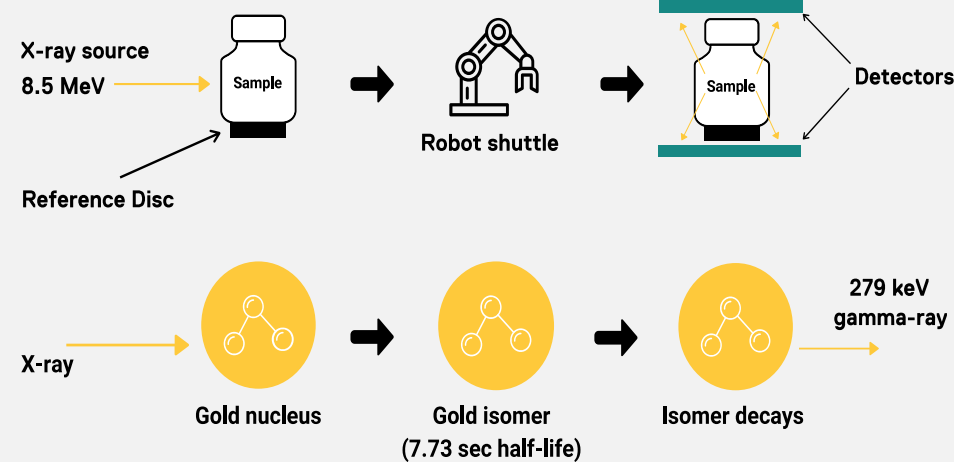 X-ray source
8.5 MeV
Sample
Reference Disc
Robot shuttle
Sample
Detectors
X-ray
Gold nucleus
Gold isomer
(7.73 sec half-life)
Isomer decays
279 keV
gamma-ray